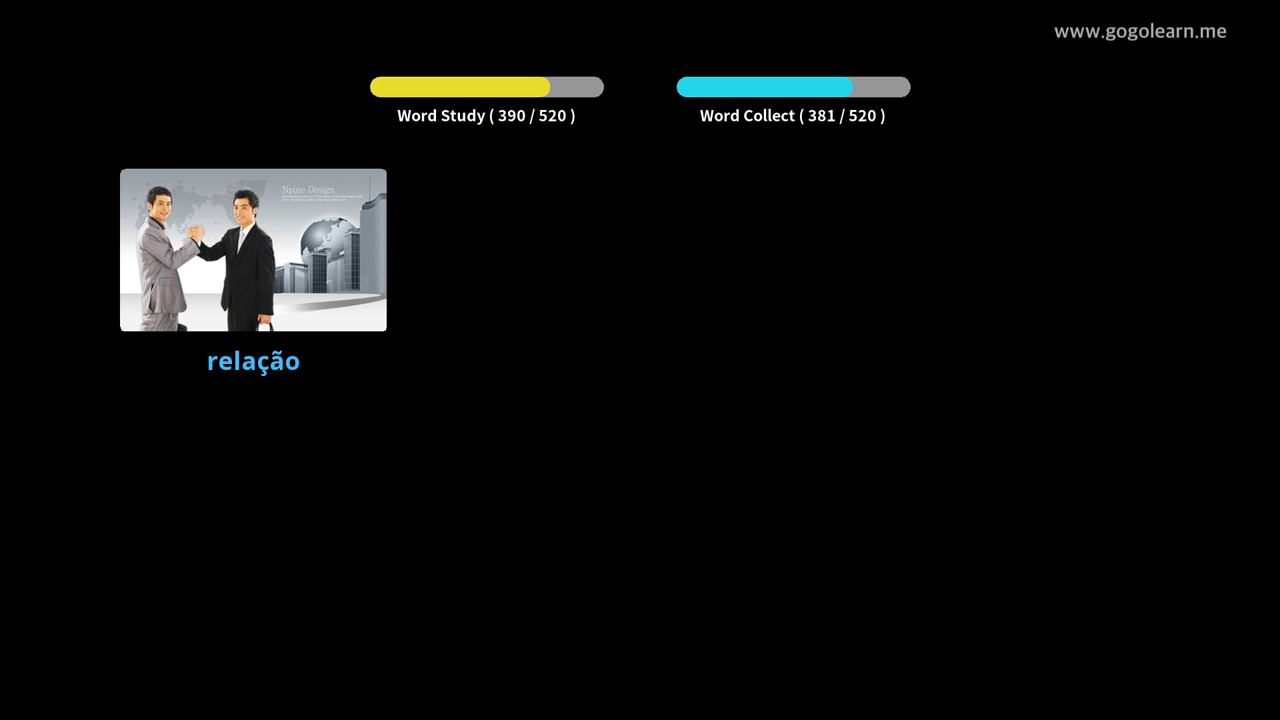 www.gogolearn.me
Word Study ( 390 / 520 )
Word Collect ( 381 / 520 )
Npine Design
relação